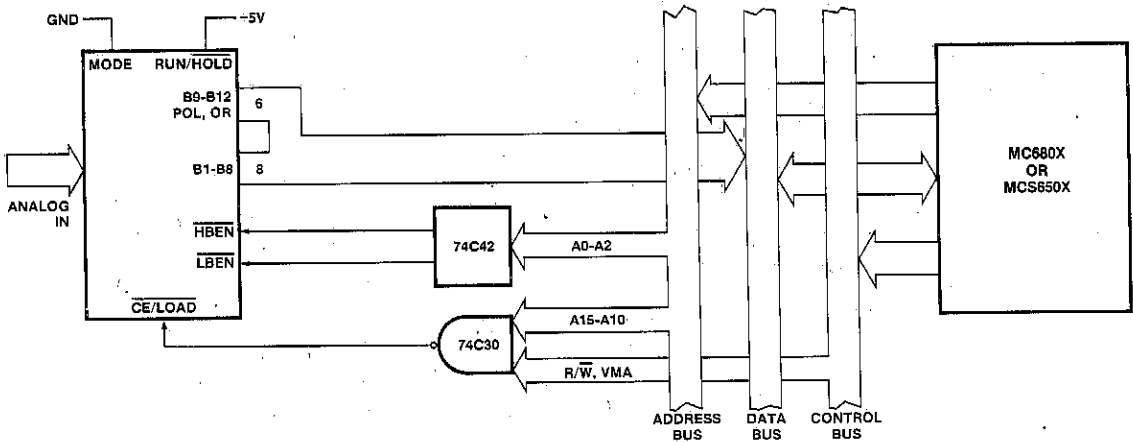 GND
+5V
MODE
RUN/HOLD
B9-B12
POL, OR
6
B1-B8
8
ANALOG
IN
HBEN
LBEN
CE/LOAD
74C42
A0-A2
74C30
A15-A10
R/W, VMA
MC680X
OR
MCS650X
ADDRESS
BUS
DATA
BUS
CONTROL
BUS